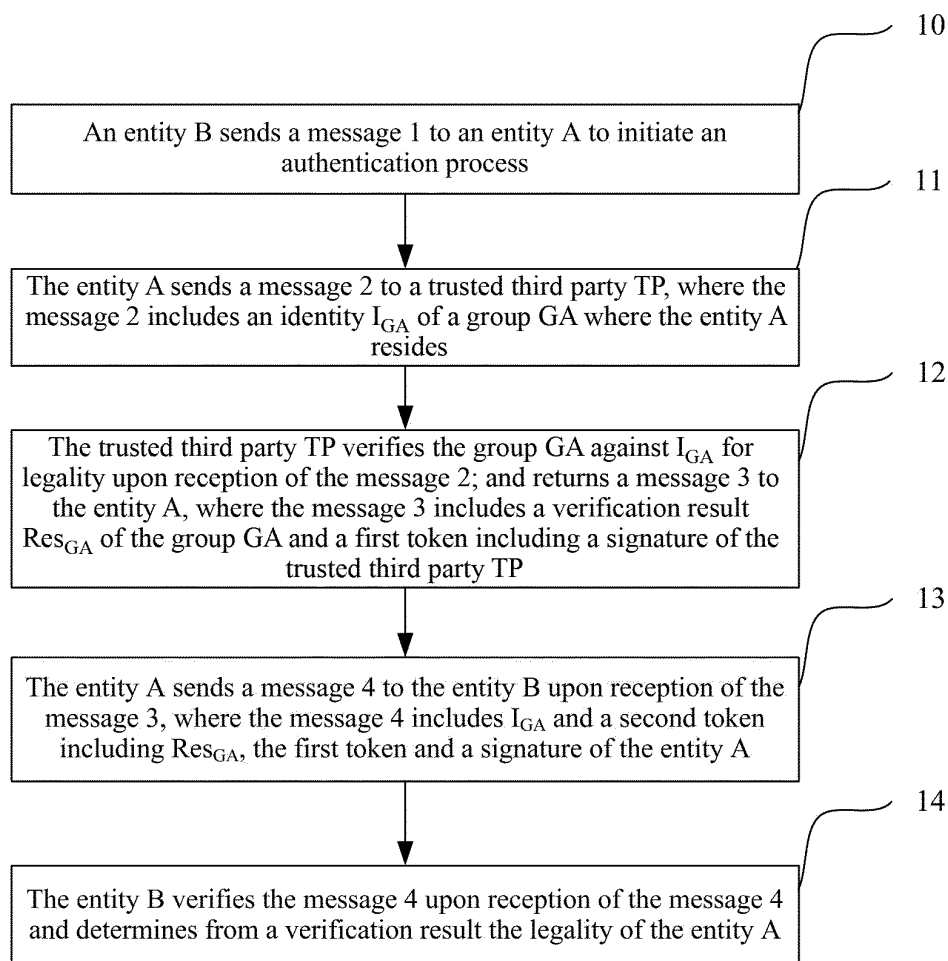 10
An entity B sends a message 1 to an entity A to initiate an
authentication process
11
The entity A sends a message 2 to a trusted third party TP, where the
message 2 includes an identity I_GA of a group GA where the entity A
resides
12
The trusted third party TP verifies the group GA against I_GA for
legality upon reception of the message 2; and returns a message 3 to
the entity A, where the message 3 includes a verification result
Res_GA of the group GA and a first token including a signature of the
trusted third party TP
13
The entity A sends a message 4 to the entity B upon reception of the
message 3, where the message 4 includes I_GA and a second token
including Res_GA, the first token and a signature of the entity A
14
The entity B verifies the message 4 upon reception of the message 4
and determines from a verification result the legality of the entity A